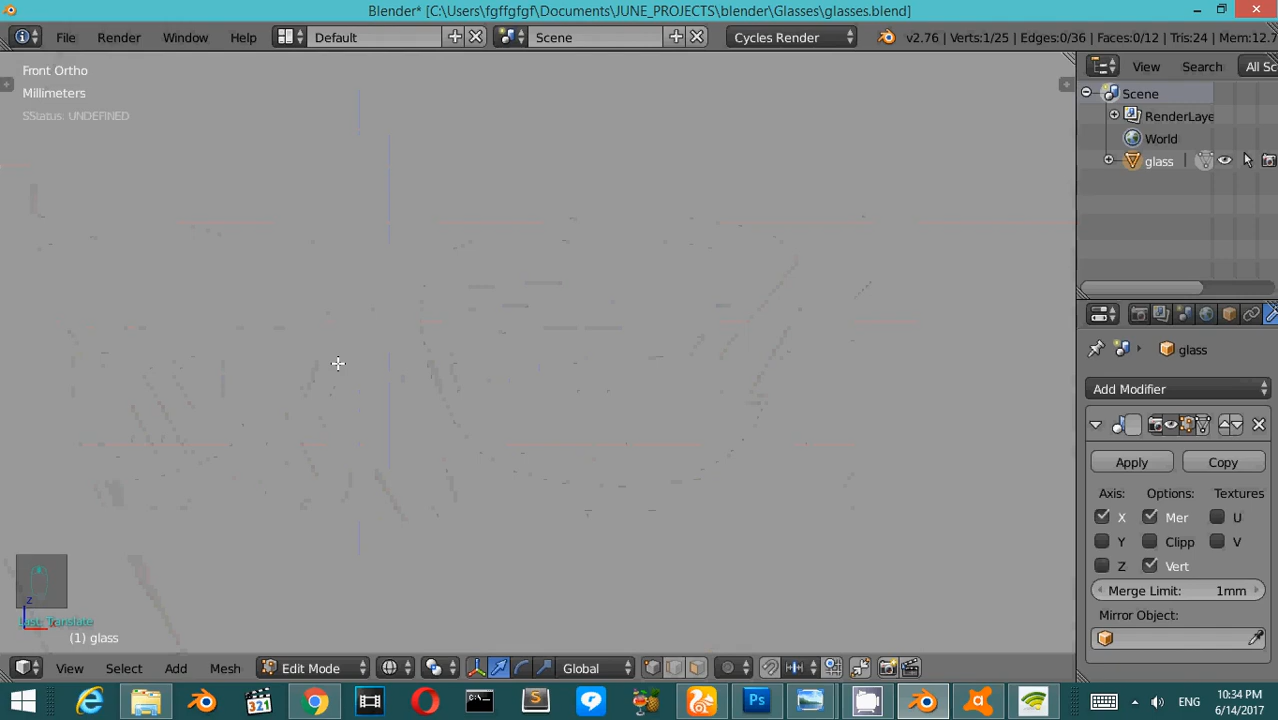 Blender* [C:\Users\fgffgfgf\Documents\JUNE_PROJECTS\blender\Glasses\glasses.blend]
File Render Window Help Default Scene Cycles Render v2.76 | Verts:1/25 | Edges:0/36 | Faces:0/12 | Tris:24 | Mem:12.7
Front Ortho
Millimeters
SStatus: UNDEFINED
View Search All Sc
Scene
RenderLaye
World
glass
glass
Add Modifier
Apply Copy
Axis: Options: Textures
X Mer U
Y Clipp V
Z Vert
Merge Limit: 1mm
Mirror Object:
z
Last: Translate
(1) glass
View Select Add Mesh Edit Mode Global
321
Ps
ENG
10:34 PM
6/14/2017